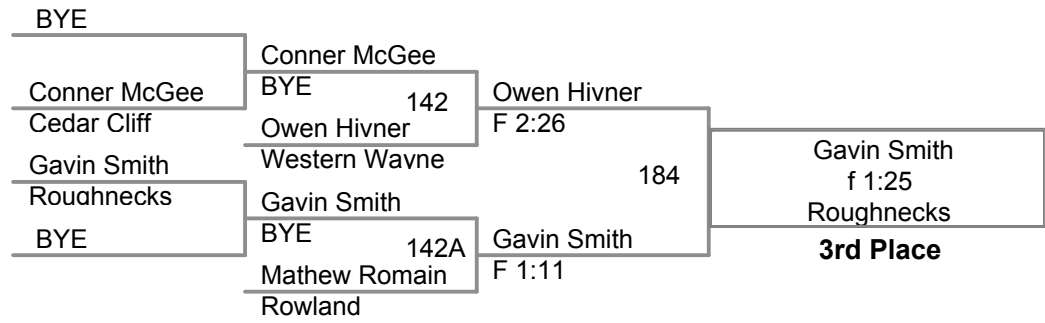 BYE
Conner McGee
Conner McGee
Cedar Cliff
BYE
142
Owen Hivner
Western Wayne
Owen Hivner
F 2:26
Gavin Smith
Roughnecks
Gavin Smith
BYE
BYE
142A
Mathew Romain
Rowland
Gavin Smith
F 1:11
184
Gavin Smith
f 1:25
Roughnecks
3rd Place